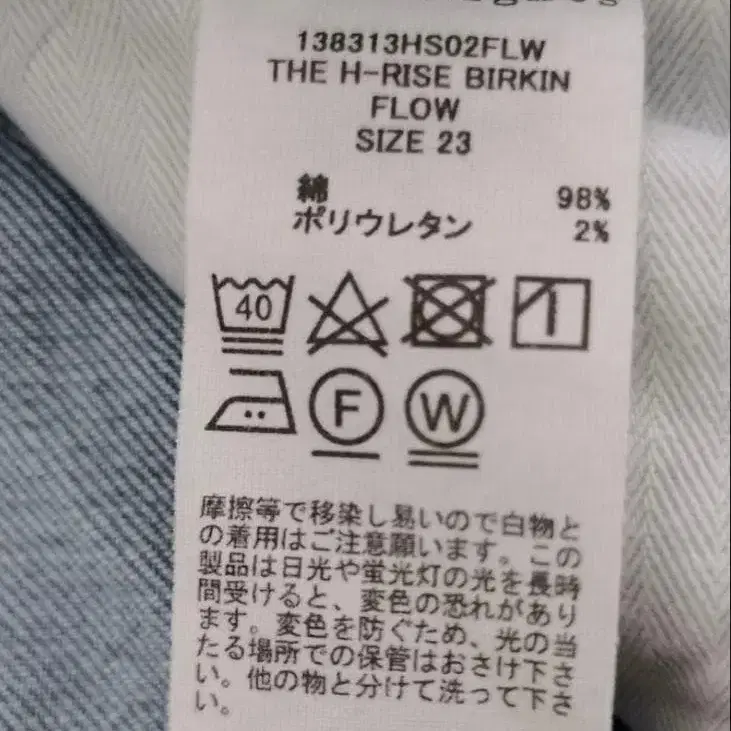 138313HS02FLW
THE H-RISE BIRKIN
FLOW
SIZE 23
綿 98%
ポリウレタン 2%
40
F W
摩擦等で移染し易いので白物と
の着用はご注意願います。この
製品は日光や蛍光灯の光を長時
間受けると、変色の恐れがあり
ます。変色を防ぐため、光の当
たる場所での保管はおさけ下さ
い。他の物と分けて洗って下さ
い。